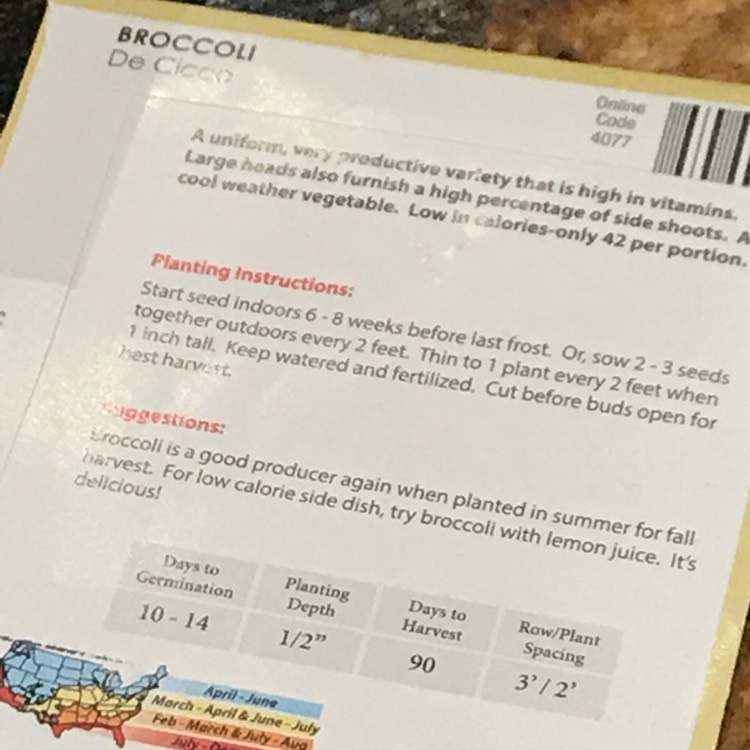 BROCCOLI
De Cicco
Online
Code
4077
A uniform, very productive variety that is high in vitamins.
Large heads also furnish a high percentage of side shoots. A
cool weather vegetable. Low in calories-only 42 per portion.
Planting Instructions:
Start seed indoors 6 - 8 weeks before last frost. Or, sow 2 - 3 seeds
together outdoors every 2 feet. Thin to 1 plant every 2 feet when
1 inch tall. Keep watered and fertilized. Cut before buds open for
best harvest.
Suggestions:
Broccoli is a good producer again when planted in summer for fall
harvest. For low calorie side dish, try broccoli with lemon juice. It's
delicious!
Days to
Germination
Planting
Depth
Days to
Harvest
Row/Plant
Spacing
10 - 14
1/2"
90
3' / 2'
April - June
March - April & June - July
Feb - March & July - Aug
July -